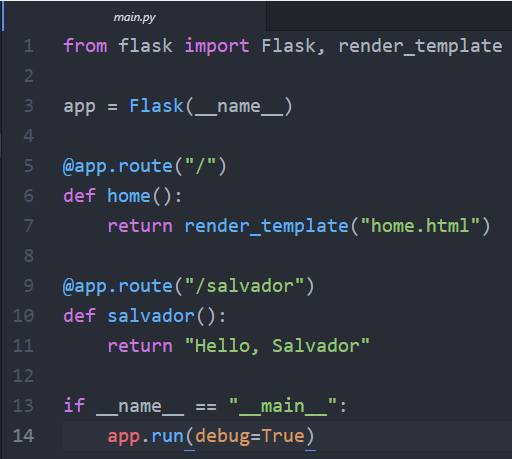 main.py
1 from flask import Flask, render_template
2
3 app = Flask(__name__)
4
5 @app.route("/")
6 def home():
7     return render_template("home.html")
8
9 @app.route("/salvador")
10 def salvador():
11     return "Hello, Salvador"
12
13 if __name__ == "__main__":
14     app.run(debug=True)